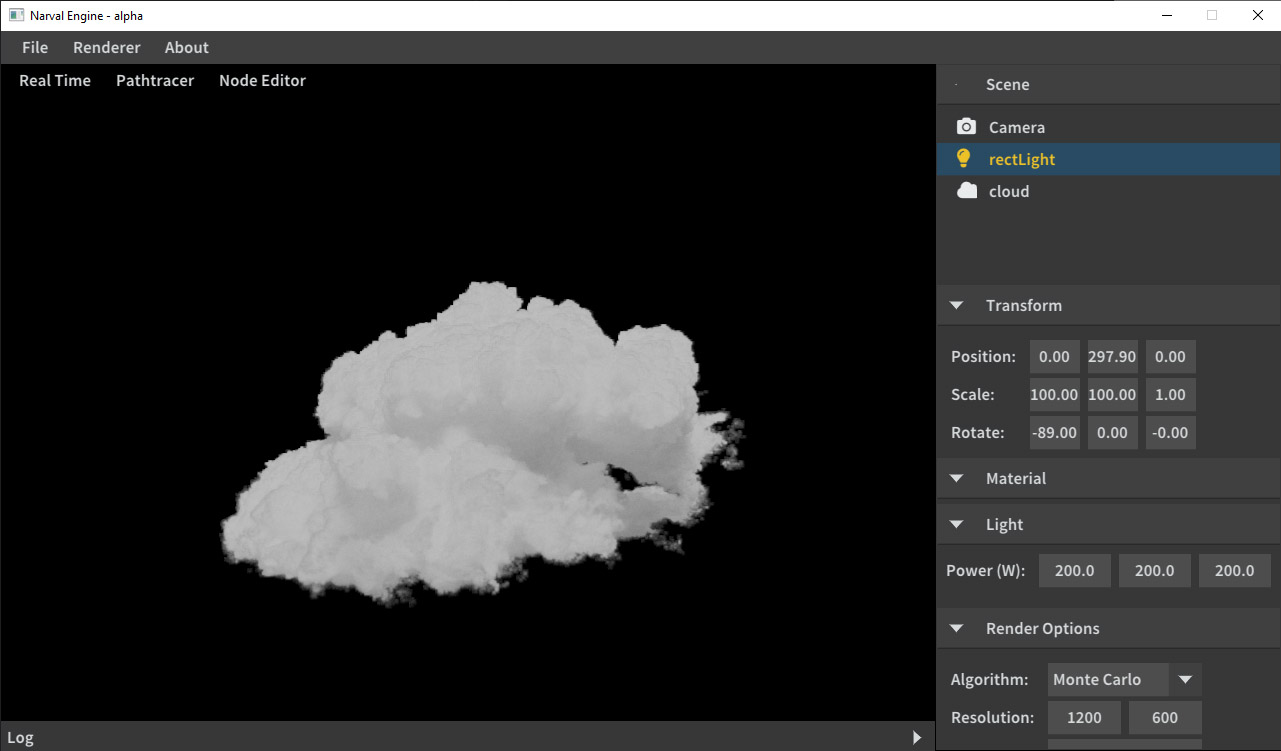 Narval Engine - alpha
File Renderer About
Real Time Pathtracer Node Editor
Scene
Camera
rectLight
cloud
Transform
Position: 0.00 297.90 0.00
Scale: 100.00 100.00 1.00
Rotate: -89.00 0.00 -0.00
Material
Light
Power (W): 200.0 200.0 200.0
Render Options
Algorithm: Monte Carlo
Resolution: 1200 600
Log